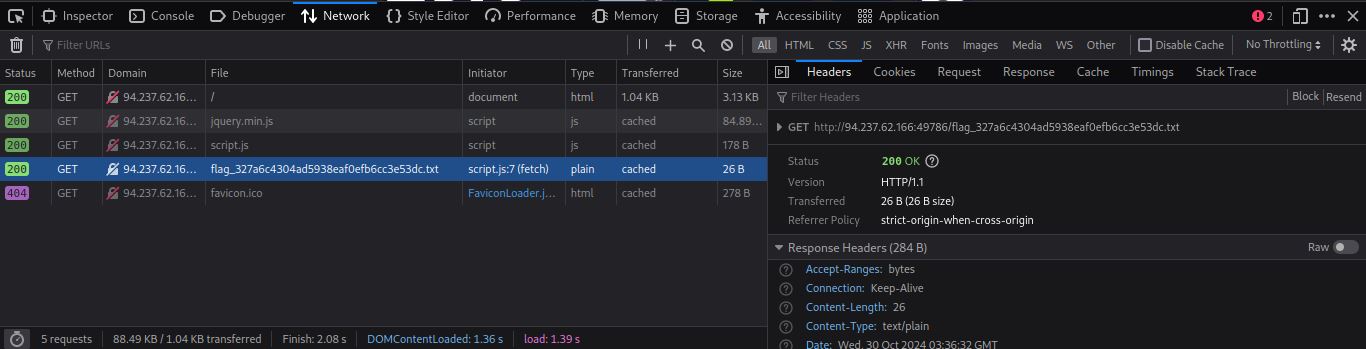 Inspector Console Debugger Network Style Editor Performance Memory Storage Accessibility Application 2
Filter URLs All HTML CSS JS XHR Fonts Images Media WS Other Disable Cache No Throttling
Status Method Domain File Initiator Type Transferred Size
200 GET 94.237.62.16… / document html 1.04 KB 3.13 KB
200 GET 94.237.62.16… jquery.min.js script js cached 84.89…
200 GET 94.237.62.16… script.js script js cached 178 B
200 GET 94.237.62.16… flag_327a6c4304ad5938eaf0efb6cc3e53dc.txt script.js:7 (fetch) plain cached 26 B
404 GET 94.237.62.16… favicon.ico FaviconLoader.j… html cached 278 B
5 requests 88.49 KB / 1.04 KB transferred Finish: 2.08 s DOMContentLoaded: 1.36 s load: 1.39 s
Headers Cookies Request Response Cache Timings Stack Trace
Filter Headers Block Resend
GET http://94.237.62.166:49786/flag_327a6c4304ad5938eaf0efb6cc3e53dc.txt
Status 200 OK
Version HTTP/1.1
Transferred 26 B (26 B size)
Referrer Policy strict-origin-when-cross-origin
Response Headers (284 B) Raw
Accept-Ranges: bytes
Connection: Keep-Alive
Content-Length: 26
Content-Type: text/plain
Date: Wed, 30 Oct 2024 03:36:32 GMT